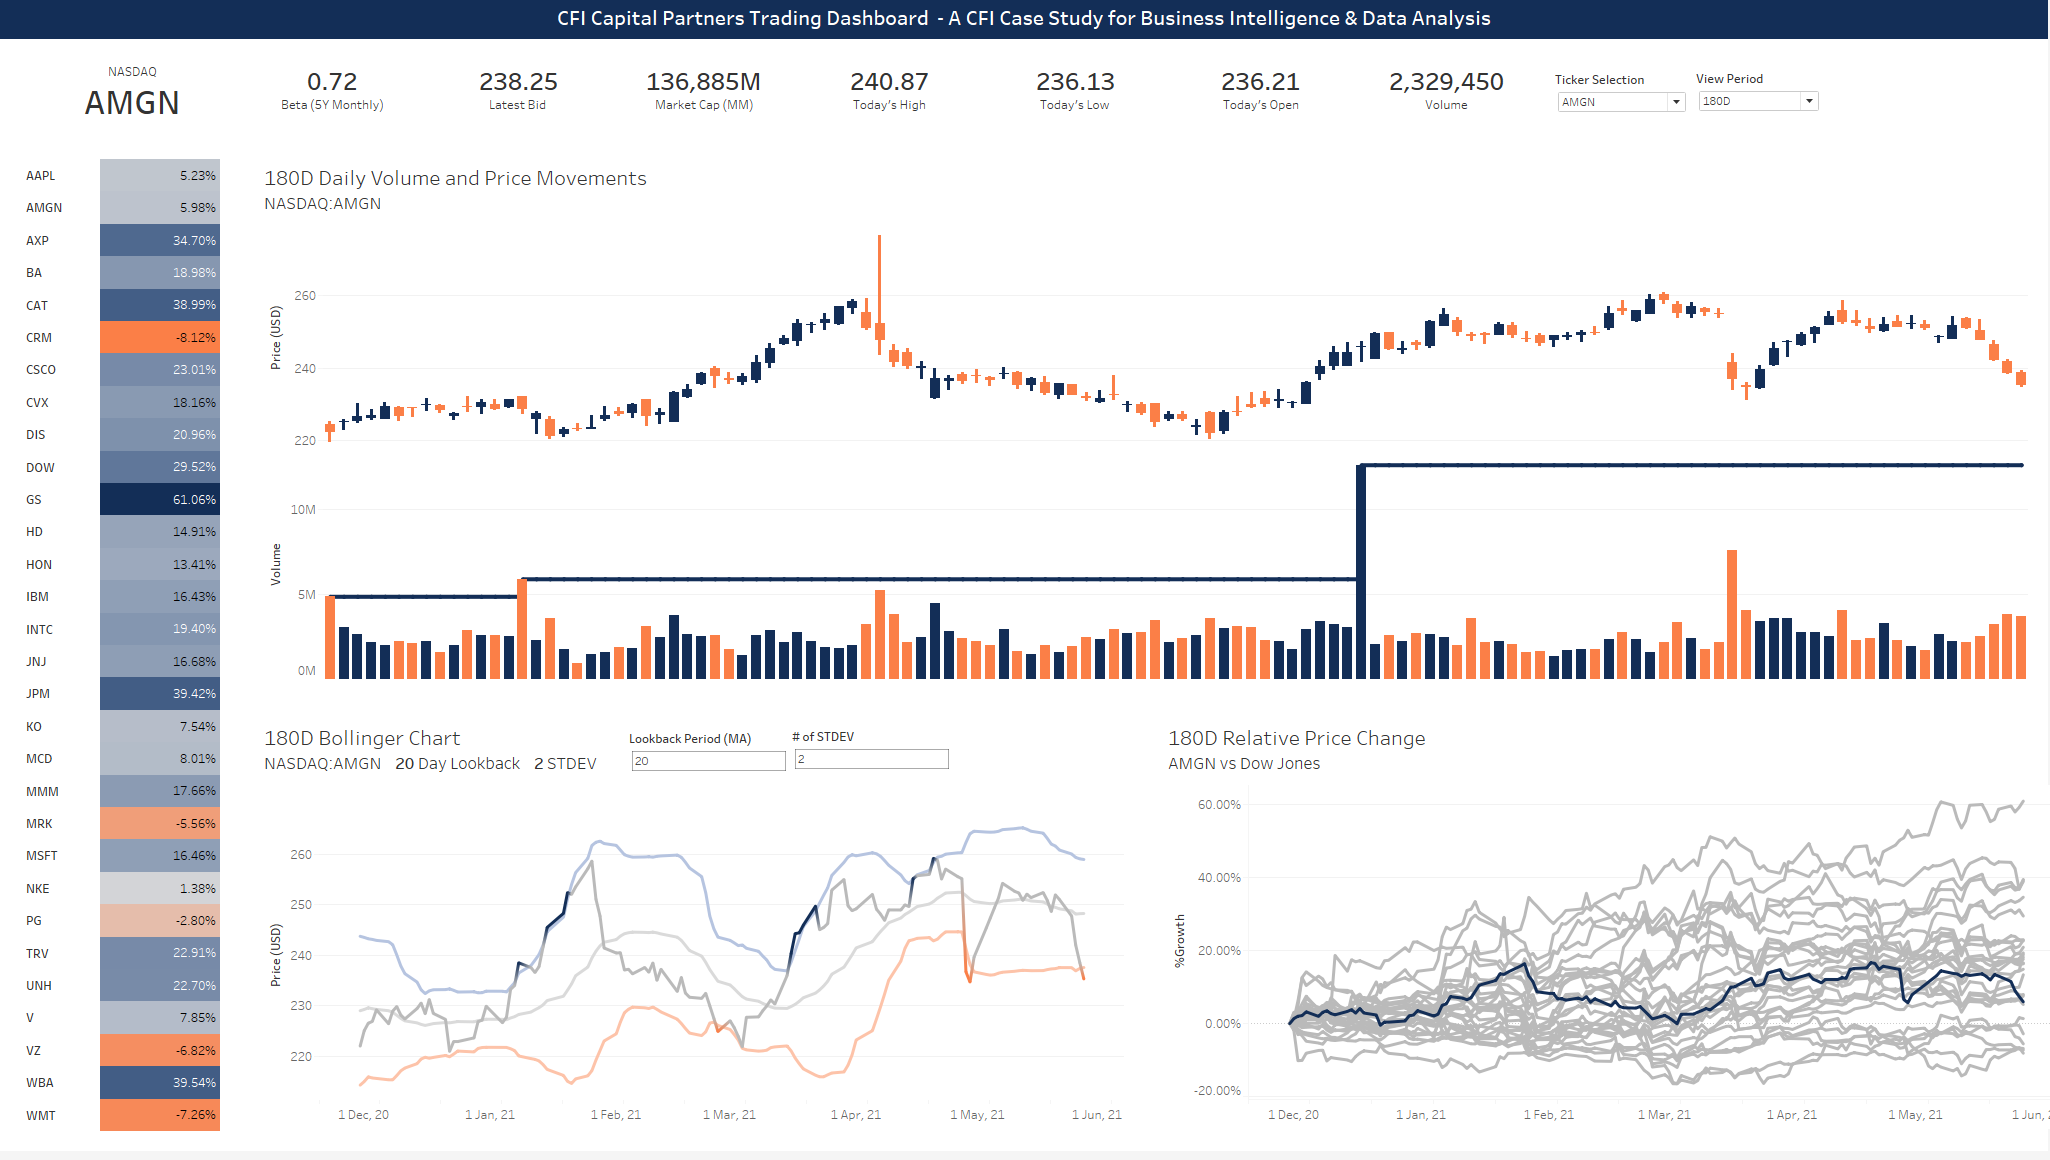 CFI Capital Partners Trading Dashboard - A CFI Case Study for Business Intelligence & Data Analysis
NASDAQ
AMGN
0.72
Beta (5Y Monthly)
238.25
Latest Bid
136,885M
Market Cap (MM)
240.87
Today's High
236.13
Today's Low
236.21
Today's Open
2,329,450
Volume
Ticker Selection
AMGN
View Period
180D
AAPL 5.23%
AMGN 5.98%
AXP 34.70%
BA 18.98%
CAT 38.99%
CRM -8.12%
CSCO 23.01%
CVX 18.16%
DIS 20.96%
DOW 29.52%
GS 61.06%
HD 14.91%
HON 13.41%
IBM 16.43%
INTC 19.40%
JNJ 16.68%
JPM 39.42%
KO 7.54%
MCD 8.01%
MMM 17.66%
MRK -5.56%
MSFT 16.46%
NKE 1.38%
PG -2.80%
TRV 22.91%
UNH 22.70%
V 7.85%
VZ -6.82%
WBA 39.54%
WMT -7.26%
180D Daily Volume and Price Movements
NASDAQ:AMGN
Price (USD)
260
240
220
Volume
10M
5M
0M
180D Bollinger Chart
NASDAQ:AMGN 20 Day Lookback 2 STDEV
Lookback Period (MA)
20
# of STDEV
2
Price (USD)
260
250
240
230
220
1 Dec, 20 1 Jan, 21 1 Feb, 21 1 Mar, 21 1 Apr, 21 1 May, 21 1 Jun, 21
180D Relative Price Change
AMGN vs Dow Jones
%Growth
60.00%
40.00%
20.00%
0.00%
-20.00%
1 Dec, 20 1 Jan, 21 1 Feb, 21 1 Mar, 21 1 Apr, 21 1 May, 21 1 Jun,